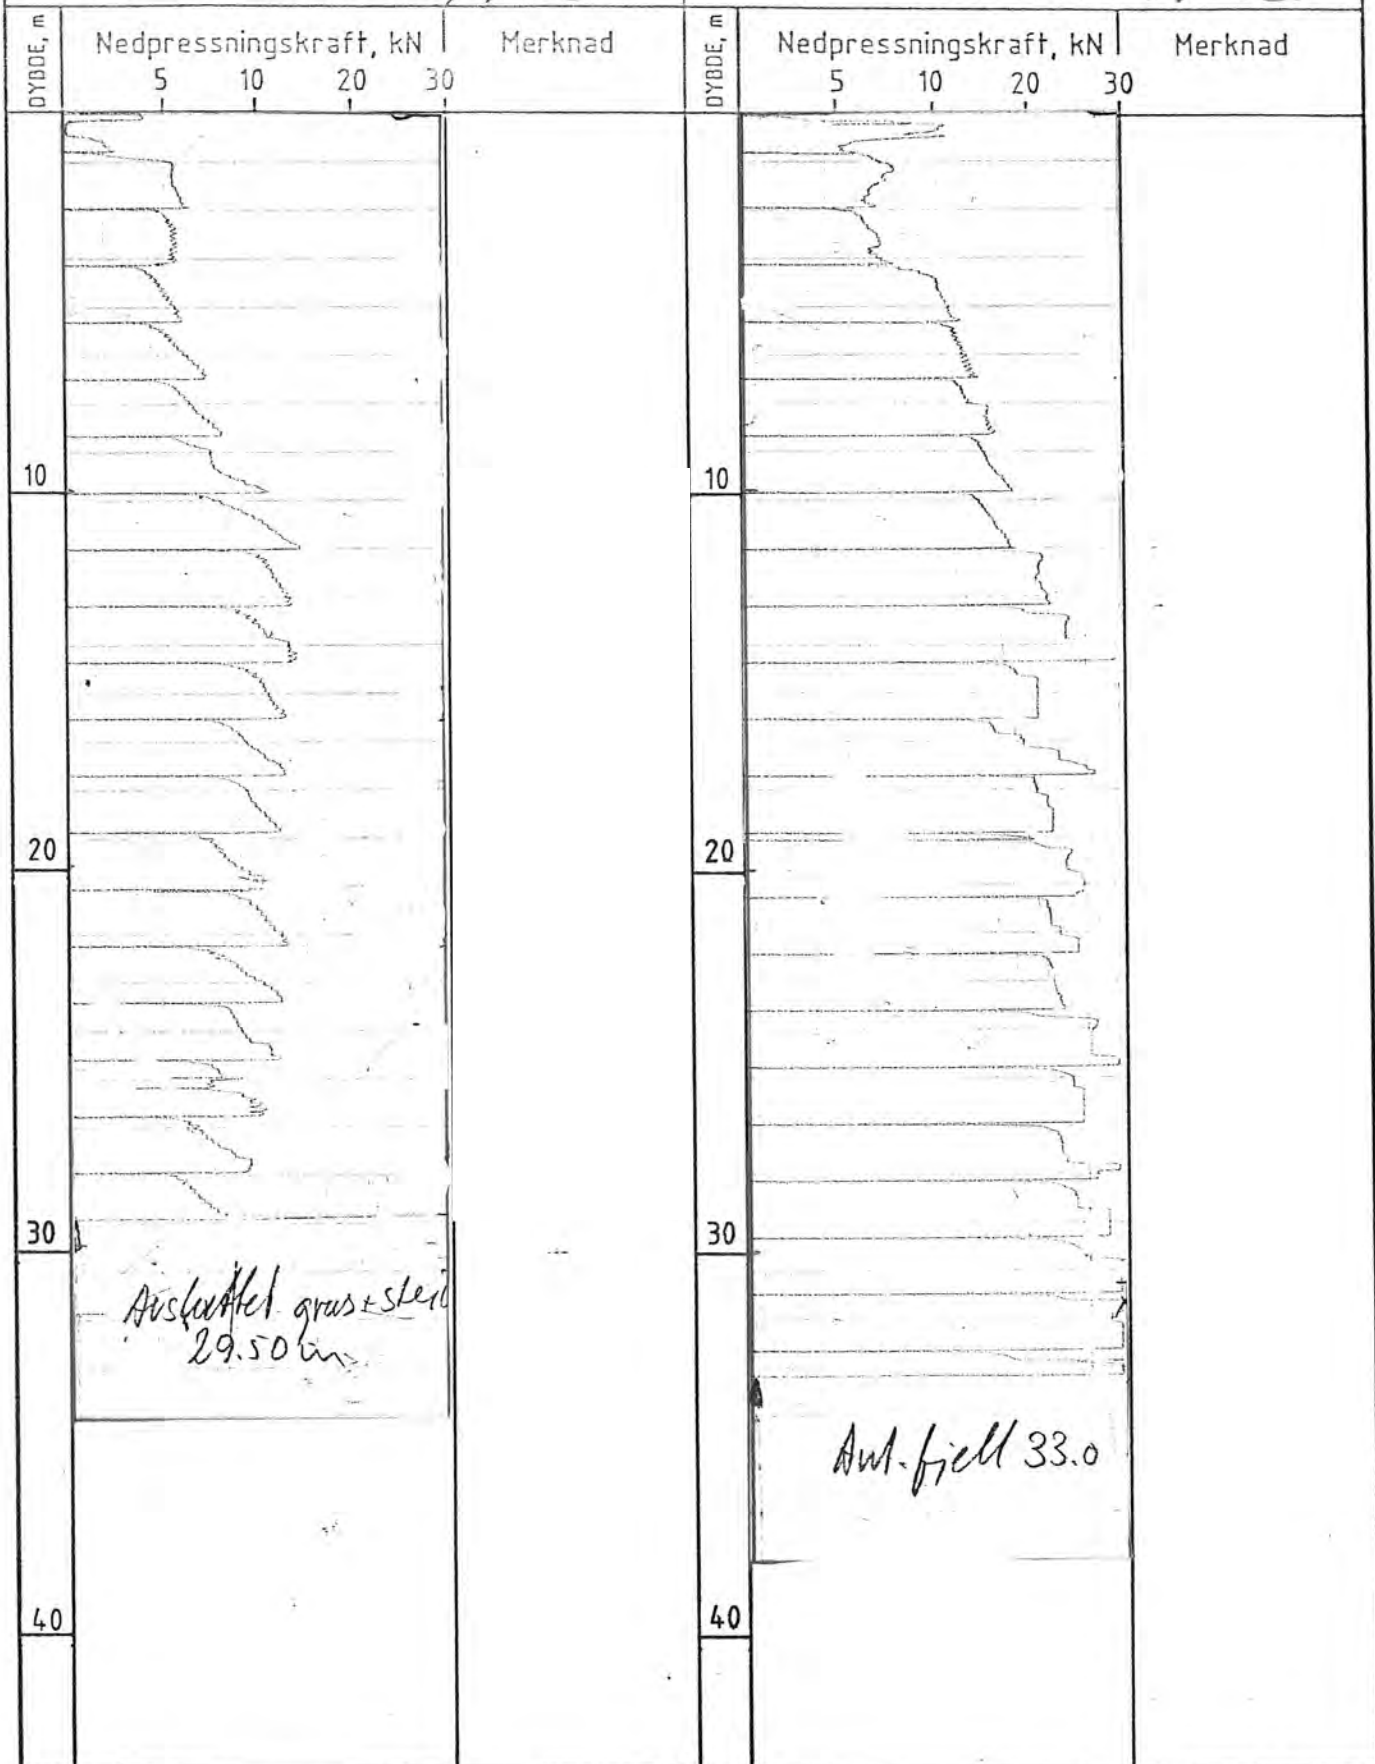 DYBDE, m
Nedpressningskraft, kN
Merknad
5 10 20 30
10
20
30
40
Avsluttet grus + stein
29.50 m
DYBDE, m
Nedpressningskraft, kN
Merknad
5 10 20 30
10
20
30
40
Ant. fjell 33.0